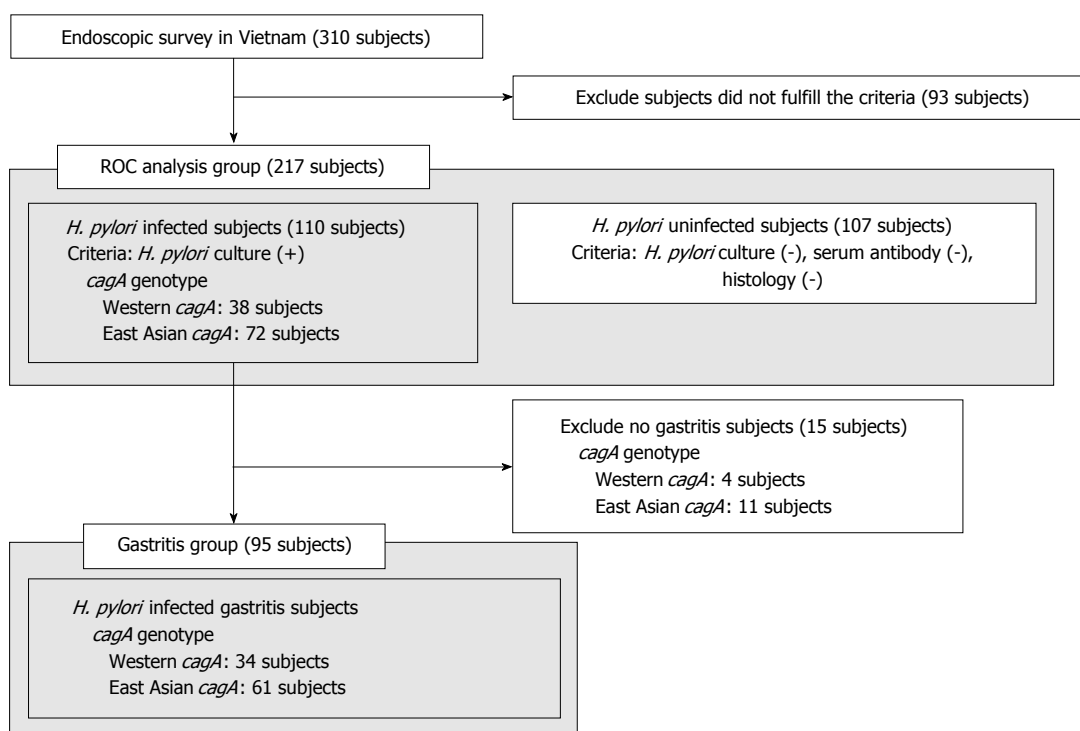 Endoscopic survey in Vietnam (310 subjects)
Exclude subjects did not fulfill the criteria (93 subjects)
ROC analysis group (217 subjects)
H. pylori infected subjects (110 subjects)
Criteria: H. pylori culture (+)
cagA genotype
Western cagA: 38 subjects
East Asian cagA: 72 subjects
H. pylori uninfected subjects (107 subjects)
Criteria: H. pylori culture (-), serum antibody (-),
histology (-)
Exclude no gastritis subjects (15 subjects)
cagA genotype
Western cagA: 4 subjects
East Asian cagA: 11 subjects
Gastritis group (95 subjects)
H. pylori infected gastritis subjects
cagA genotype
Western cagA: 34 subjects
East Asian cagA: 61 subjects